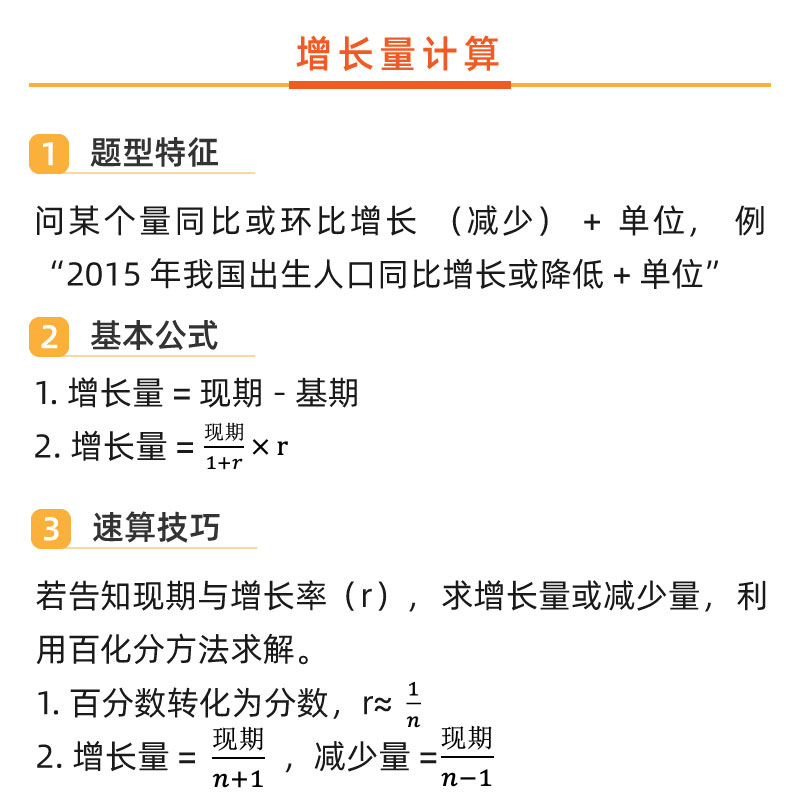 增长量计算
1 题型特征
问某个量同比或环比增长 （减少） + 单位， 例
“2015 年我国出生人口同比增长或降低 + 单位”
2 基本公式
1. 增长量 = 现期 - 基期
2. 增长量 = 现期/(1+r) × r
3 速算技巧
若告知现期与增长率（r），求增长量或减少量，利
用百化分方法求解。
1. 百分数转化为分数，r≈ 1/n
2. 增长量 = 现期/(n+1) ，减少量 = 现期/(n−1)